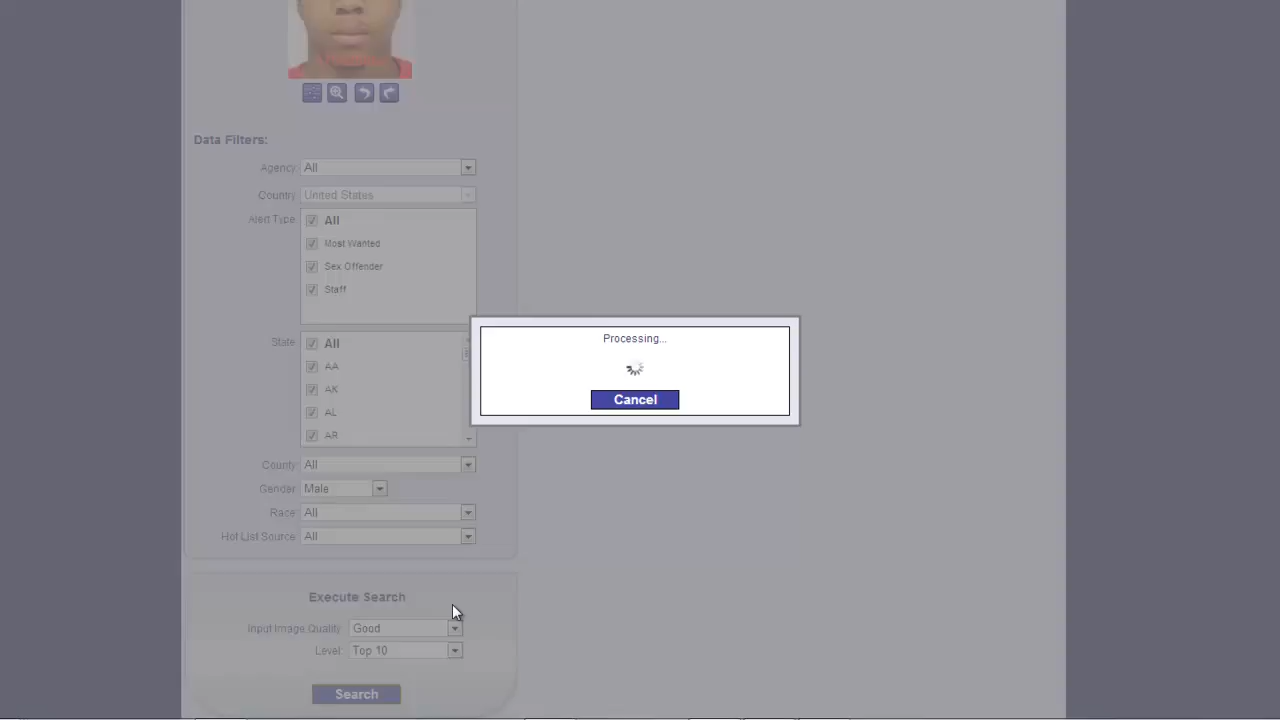 Data Filters:
Agency: All
Country: United States
Alert Type: All
Most Wanted
Sex Offender
Staff
State: All
AA
AK
AL
AR
County: All
Gender: Male
Race: All
Hot List Source: All
Processing...
Cancel
Execute Search
Input Image Quality: Good
Level: Top 10
Search